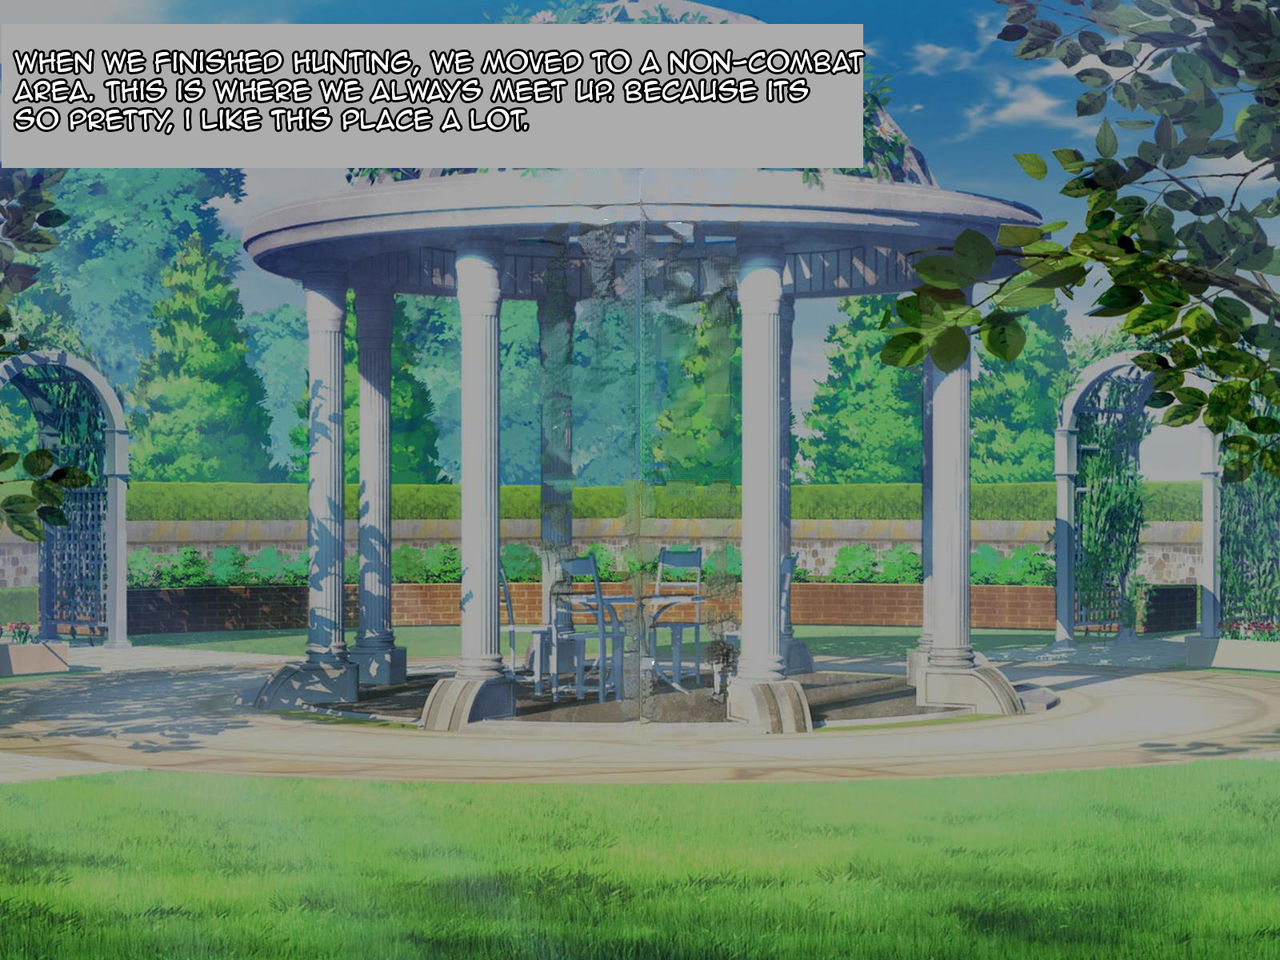 WHEN WE FINISHED HUNTING, WE MOVED TO A NON-COMBAT
AREA. THIS IS WHERE WE ALWAYS MEET UP. BECAUSE ITS
SO PRETTY, I LIKE THIS PLACE A LOT.